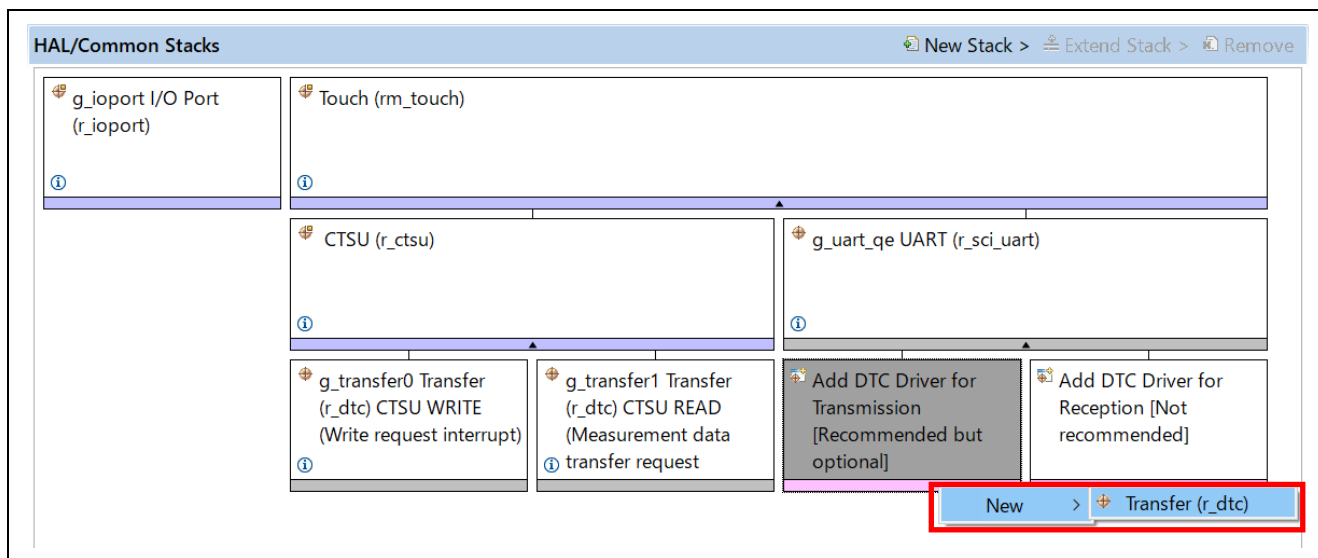 HAL/Common Stacks
New Stack > Extend Stack > Remove
g_ioport I/O Port
(r_ioport)
Touch (rm_touch)
CTSU (r_ctsu)
g_uart_qe UART (r_sci_uart)
g_transfer0 Transfer
(r_dtc) CTSU WRITE
(Write request interrupt)
g_transfer1 Transfer
(r_dtc) CTSU READ
(Measurement data
transfer request
Add DTC Driver for
Transmission
[Recommended but
optional]
Add DTC Driver for
Reception [Not
recommended]
New > Transfer (r_dtc)